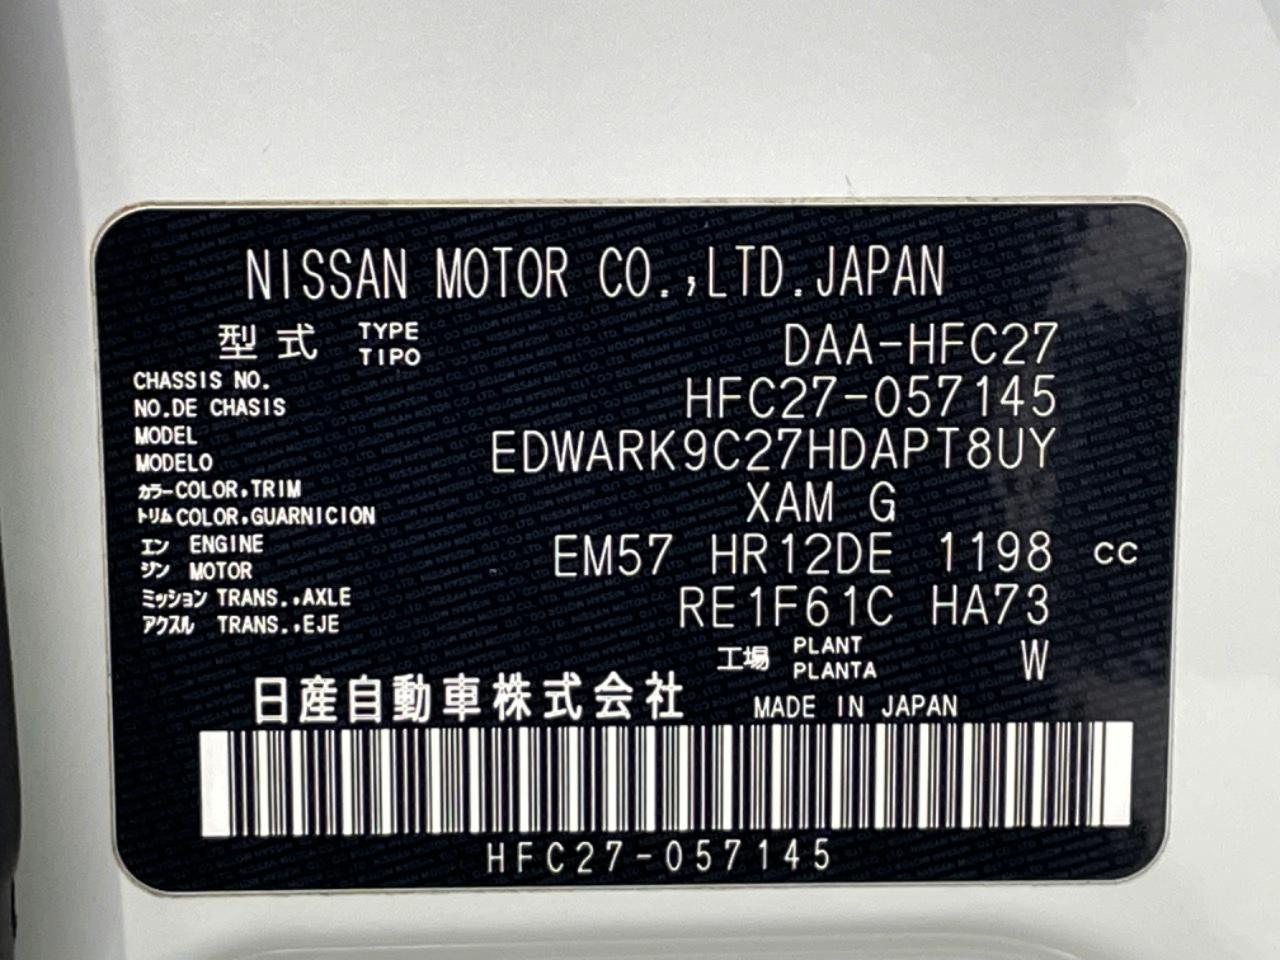 NISSAN MOTOR CO.,LTD.JAPAN
型式 TYPE TIPO DAA-HFC27
CHASSIS NO. NO.DE CHASIS HFC27-057145
MODEL MODELO EDWARK9C27HDAPT8UY
カラー COLOR,TRIM
トリム COLOR,GUARNICION XAM G
エンジン ENGINE MOTOR EM57 HR12DE 1198 CC
ミッション TRANS.,AXLE
アクスル TRANS.,EJE RE1F61C HA73
工場 PLANT PLANTA W
日産自動車株式会社 MADE IN JAPAN
HFC27-057145